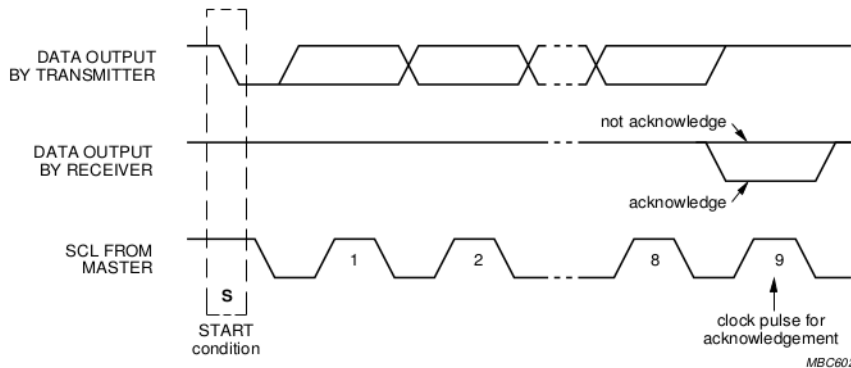 DATA OUTPUT
BY TRANSMITTER
not acknowledge
DATA OUTPUT
BY RECEIVER
acknowledge
SCL FROM
MASTER
1
2
8
9
S
START
condition
clock pulse for
acknowledgement
MBC602